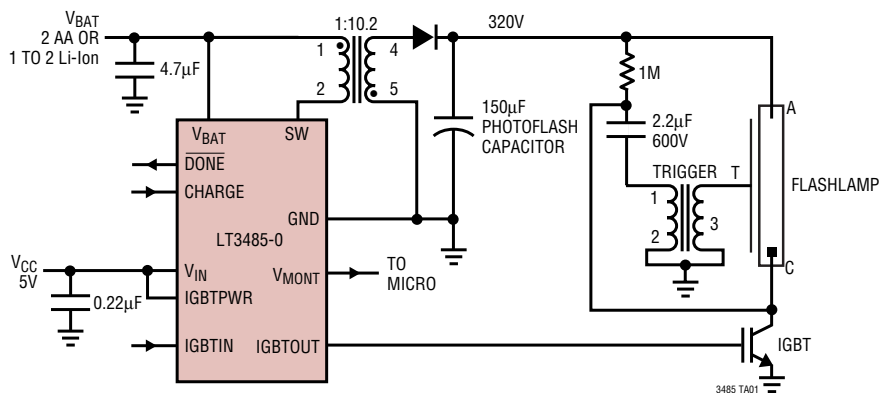 1:10.2
320V
VBAT
2 AA OR
1 TO 2 Li-Ion
4.7µF
1
4
2
5
1M
A
150µF
PHOTOFLASH
CAPACITOR
2.2µF
600V
VBAT
SW
DONE
CHARGE
TRIGGER
T
FLASHLAMP
1
2
3
GND
LT3485-0
VCC
5V
VIN
VMONT
TO
MICRO
C
IGBTPWR
0.22µF
IGBTIN
IGBTOUT
IGBT
3485 TA01